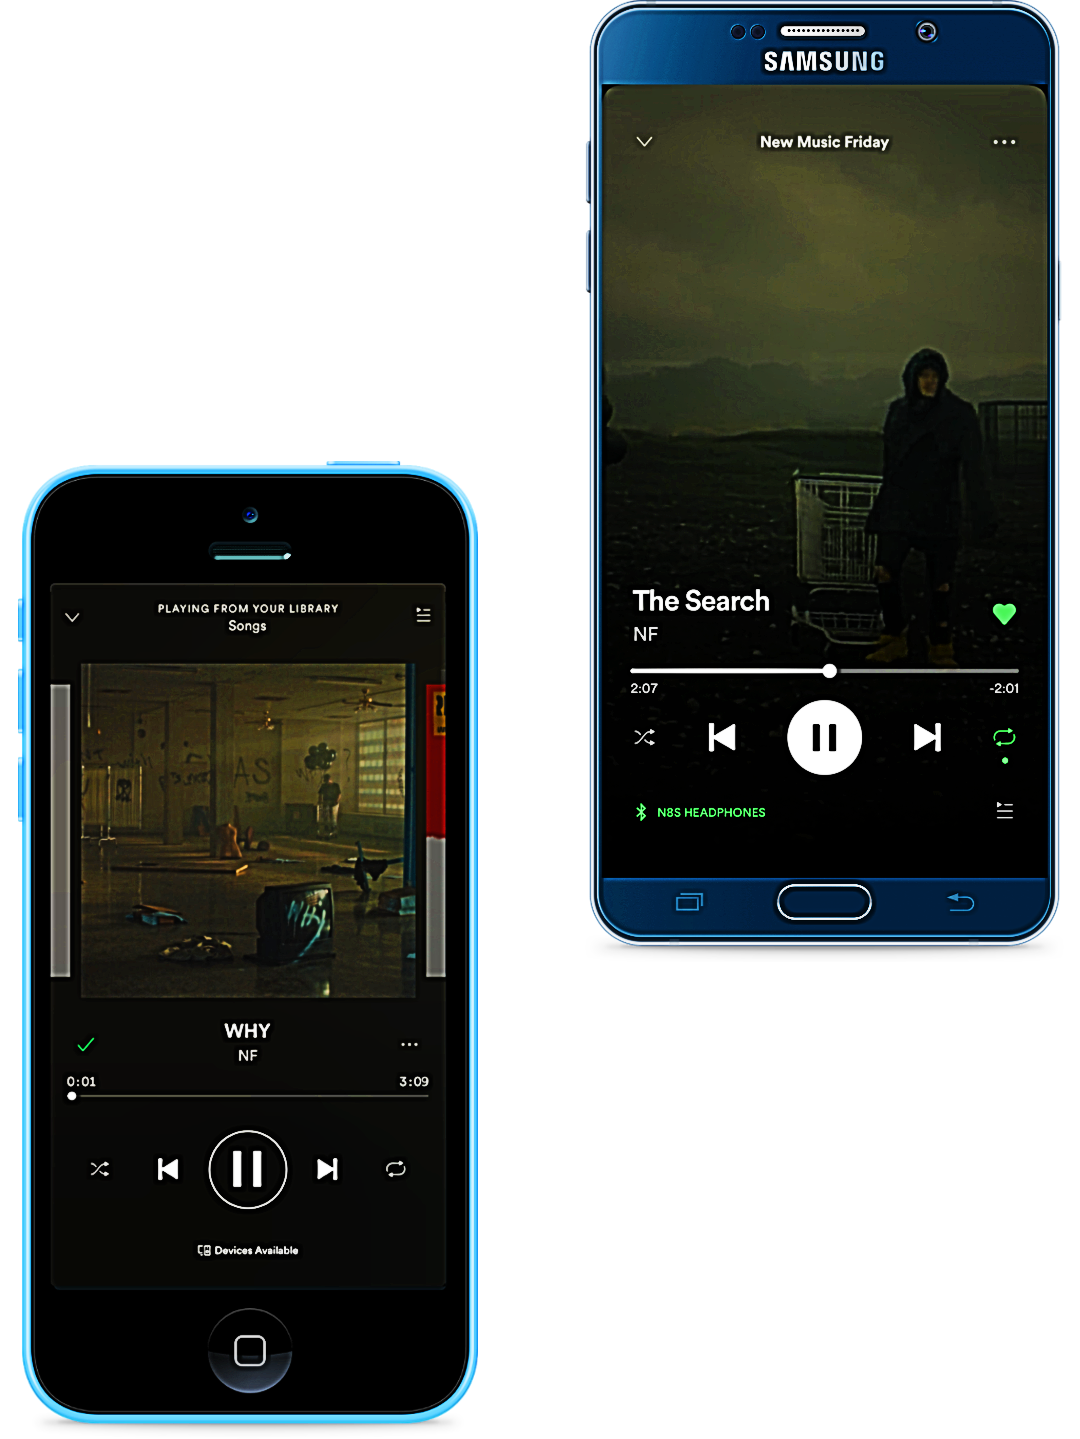 SAMSUNG
New Music Friday
The Search
NF
2:07
-2:01
N8S HEADPHONES
PLAYING FROM YOUR LIBRARY
Songs
WHY
NF
0:01
3:09
Devices Available